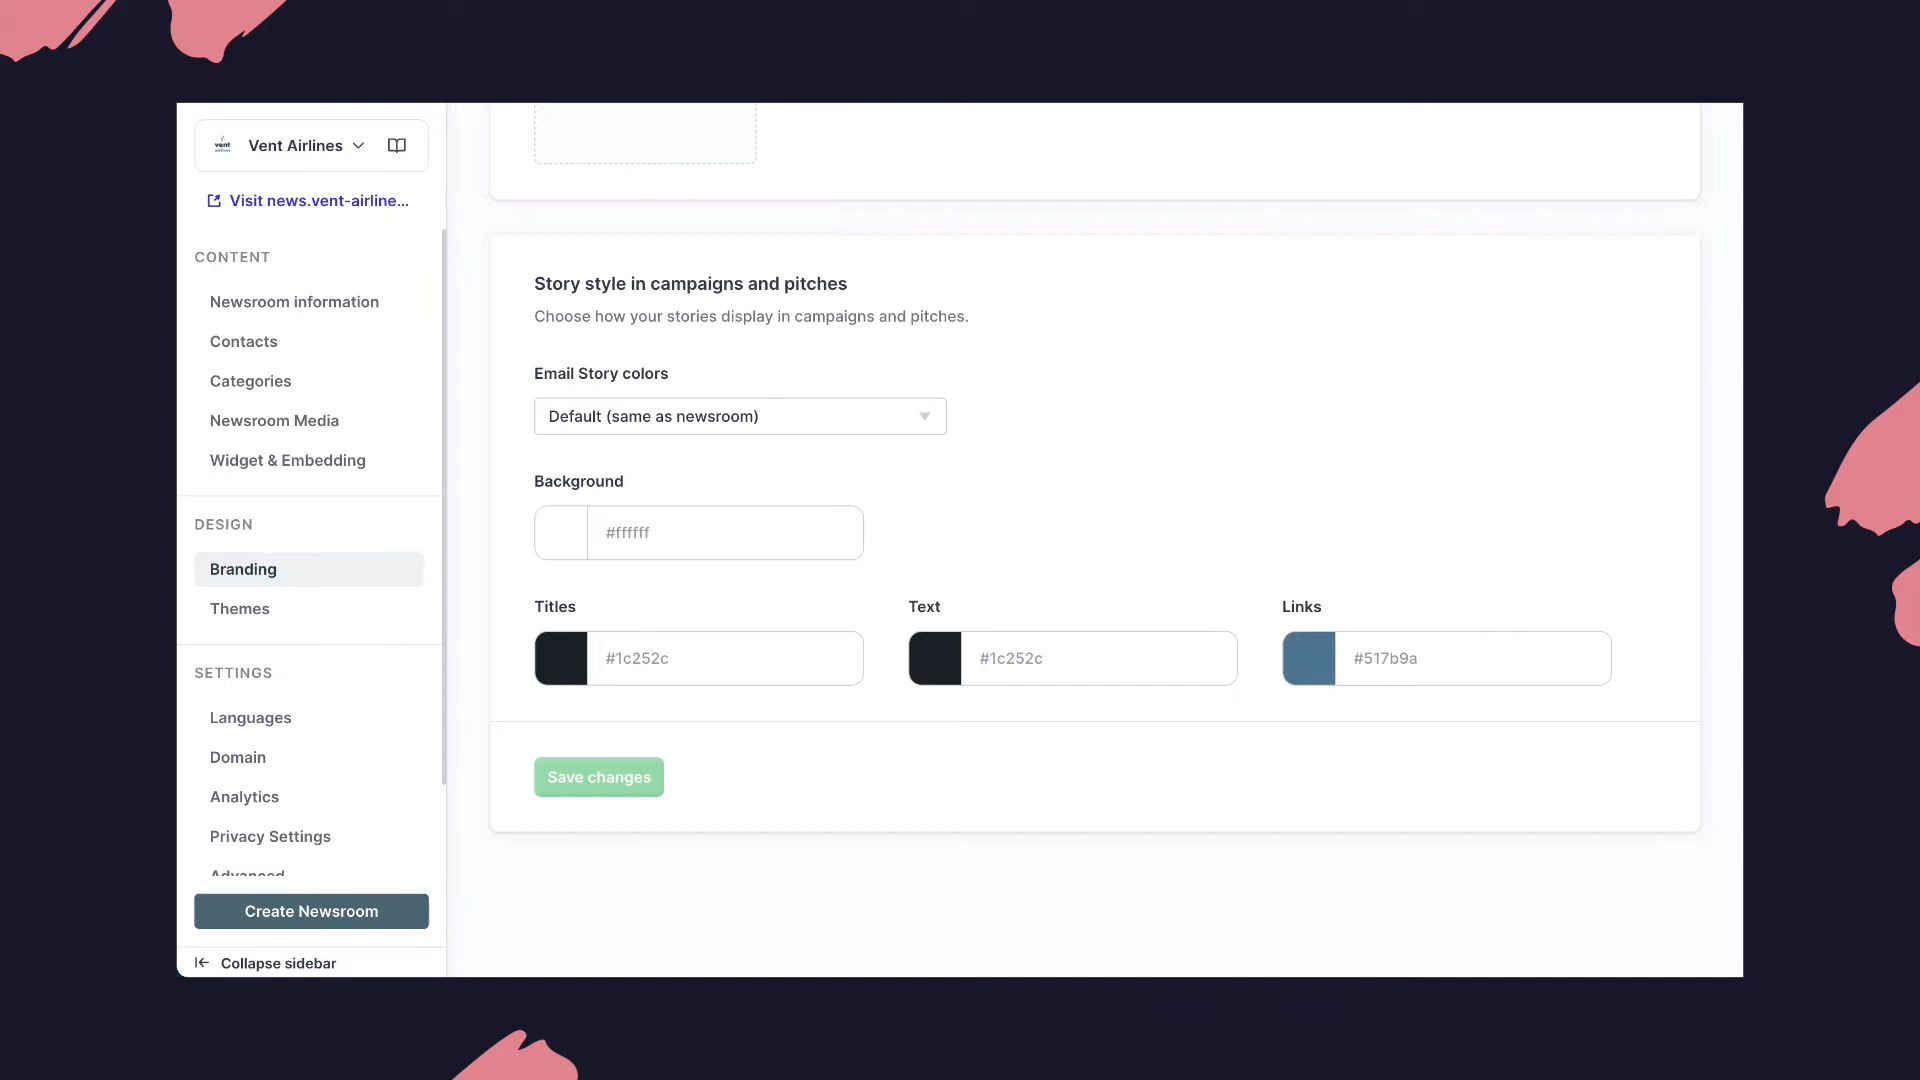 vent
airlines
Vent Airlines
Visit news.vent-airline...
CONTENT
Newsroom information
Contacts
Categories
Newsroom Media
Widget & Embedding
DESIGN
Branding
Themes
SETTINGS
Languages
Domain
Analytics
Privacy Settings
Advanced
Create Newsroom
Collapse sidebar
Story style in campaigns and pitches
Choose how your stories display in campaigns and pitches.
Email Story colors
Default (same as newsroom)
Background
#ffffff
Titles
#1c252c
Text
#1c252c
Links
#517b9a
Save changes